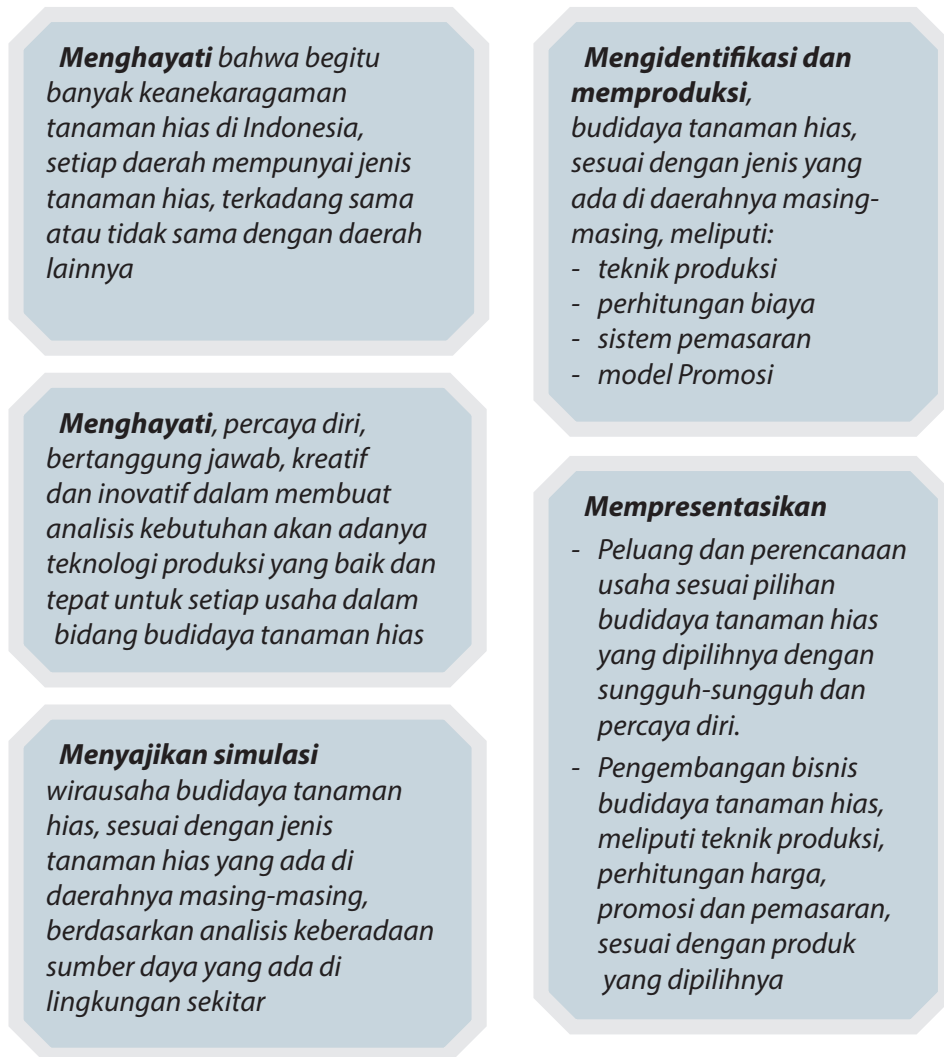 Menghayati bahwa begitu
banyak keanekaragaman
tanaman hias di Indonesia,
setiap daerah mempunyai jenis
tanaman hias, terkadang sama
atau tidak sama dengan daerah
lainnya
Menghayati, percaya diri,
bertanggung jawab, kreatif
dan inovatif dalam membuat
analisis kebutuhan akan adanya
teknologi produksi yang baik dan
tepat untuk setiap usaha dalam
bidang budidaya tanaman hias
Menyajikan simulasi
wirausaha budidaya tanaman
hias, sesuai dengan jenis
tanaman hias yang ada di
daerahnya masing-masing,
berdasarkan analisis keberadaan
sumber daya yang ada di
lingkungan sekitar
Mengidentifikasi dan
memproduksi,
budidaya tanaman hias,
sesuai dengan jenis yang
ada di daerahnya masing-
masing, meliputi:
- teknik produksi
- perhitungan biaya
- sistem pemasaran
- model Promosi
Mempresentasikan
- Peluang dan perencanaan
usaha sesuai pilihan
budidaya tanaman hias
yang dipilihnya dengan
sungguh-sungguh dan
percaya diri.
- Pengembangan bisnis
budidaya tanaman hias,
meliputi teknik produksi,
perhitungan harga,
promosi dan pemasaran,
sesuai dengan produk
yang dipilihnya